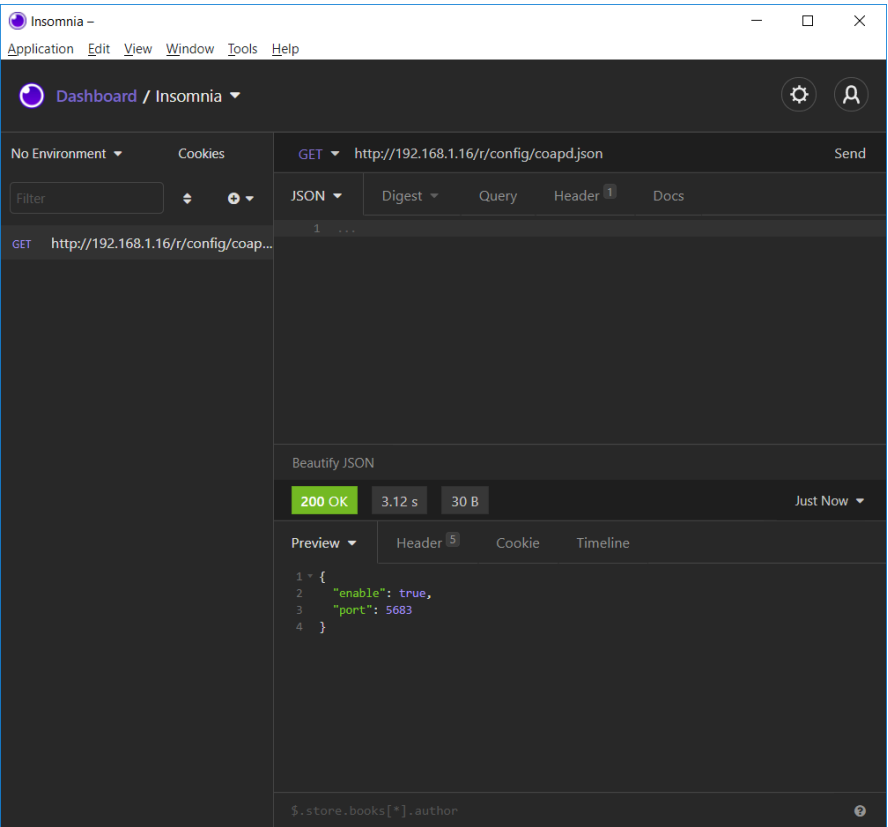 Insomnia –
Application Edit View Window Tools Help
Dashboard / Insomnia
No Environment Cookies
Filter
GET http://192.168.1.16/r/config/coap...
GET http://192.168.1.16/r/config/coapd.json Send
JSON Digest Query Header 1 Docs
1 ...
Beautify JSON
200 OK 3.12 s 30 B Just Now
Preview Header 5 Cookie Timeline
1 {
2 "enable": true,
3 "port": 5683
4 }
$.store.books[*].author